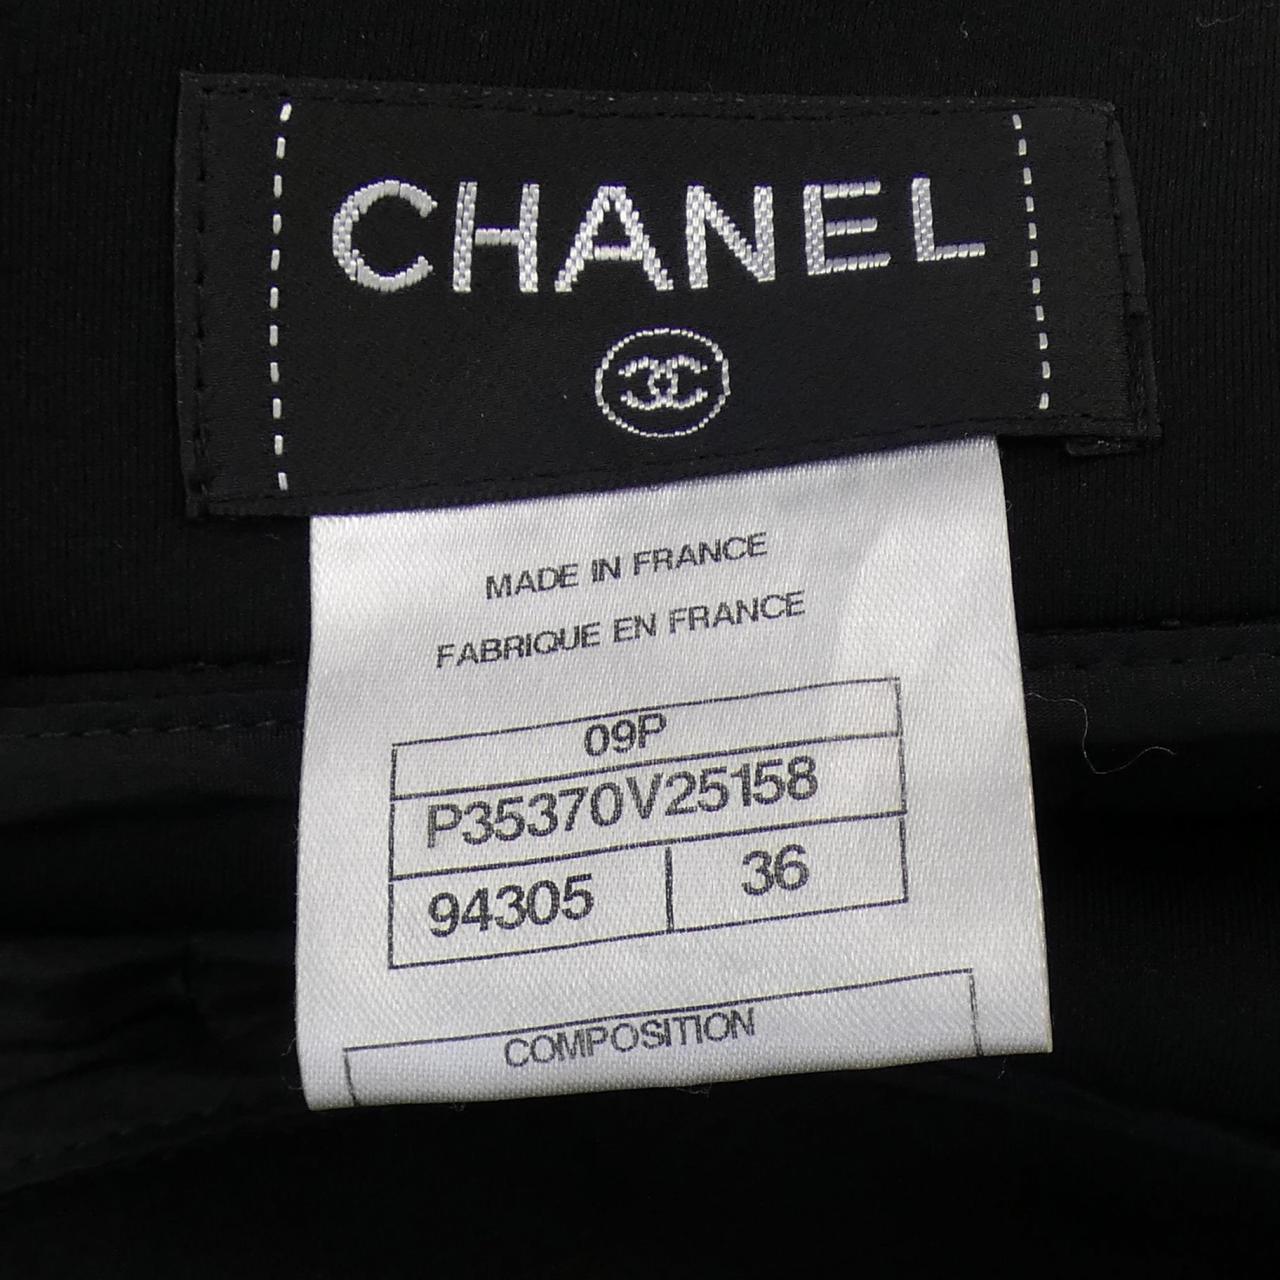 CHANEL
MADE IN FRANCE
FABRIQUE EN FRANCE
09P
P35370V25158
94305 36
COMPOSITION